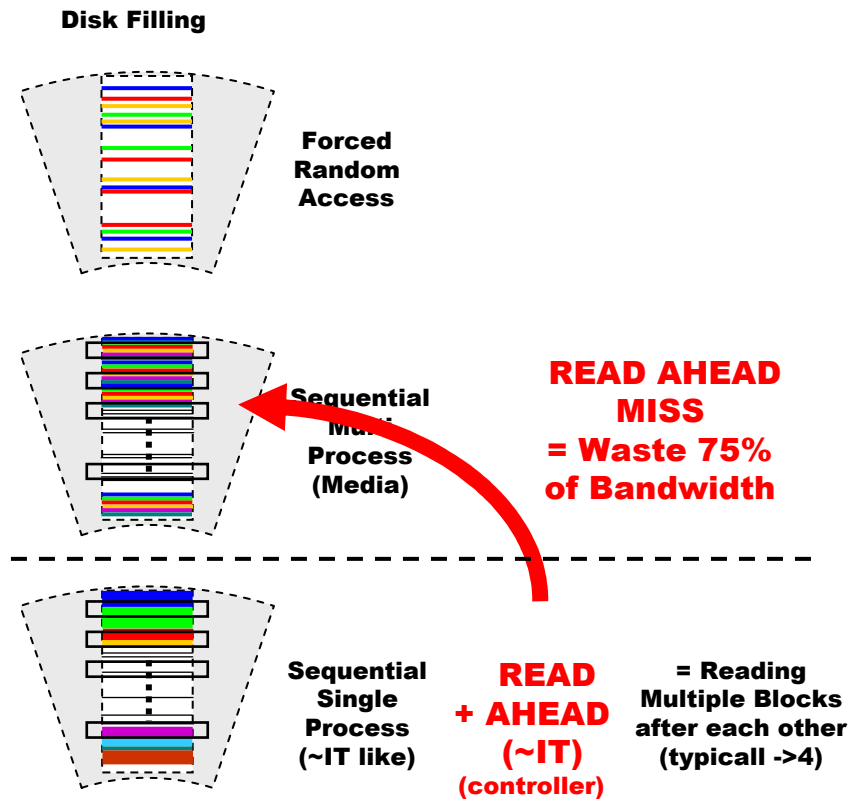 Disk Filling
Forced
Random
Access
Sequential
Multi
Process
(Media)
READ AHEAD
MISS
= Waste 75%
of Bandwidth
Sequential
Single
Process
(~IT like)
READ
+ AHEAD
(~IT)
(controller)
= Reading
Multiple Blocks
after each other
(typicall ->4)